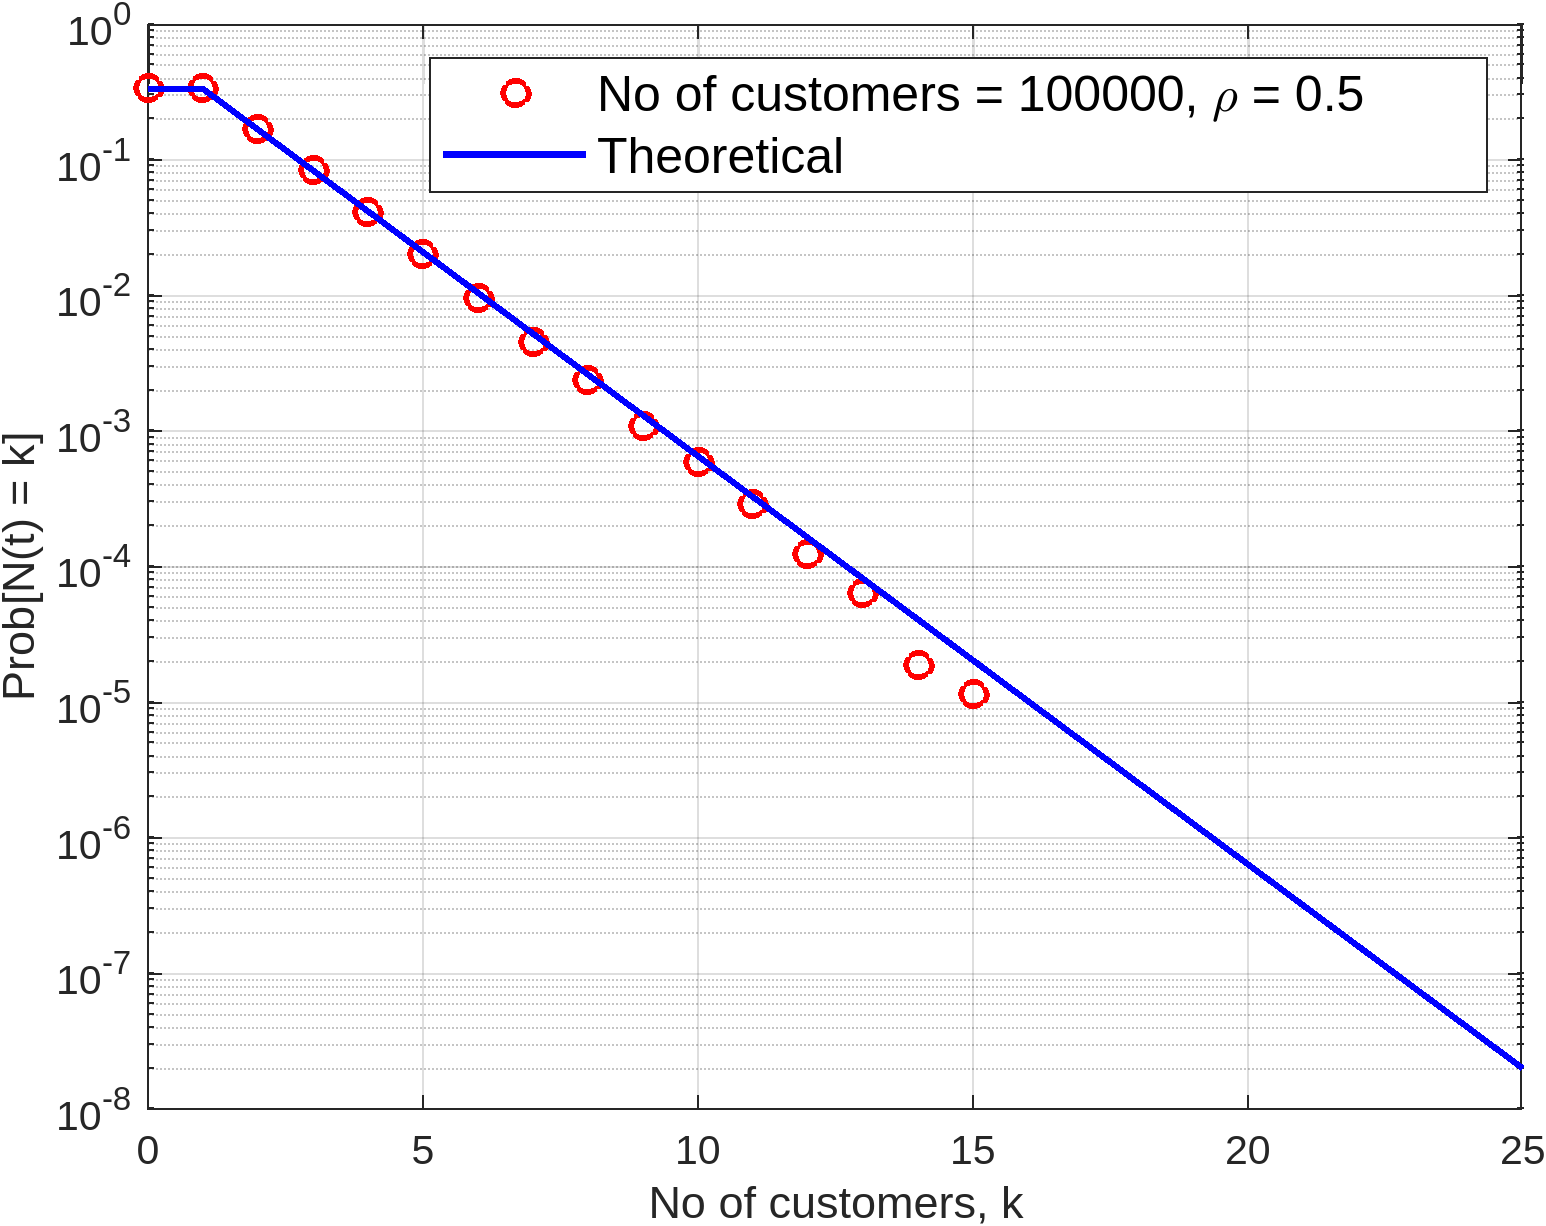 10^0
10^-1
10^-2
10^-3
10^-4
10^-5
10^-6
10^-7
10^-8
Prob[N(t) = k]
No of customers = 100000, ρ = 0.5
Theoretical
0 5 10 15 20 25
No of customers, k